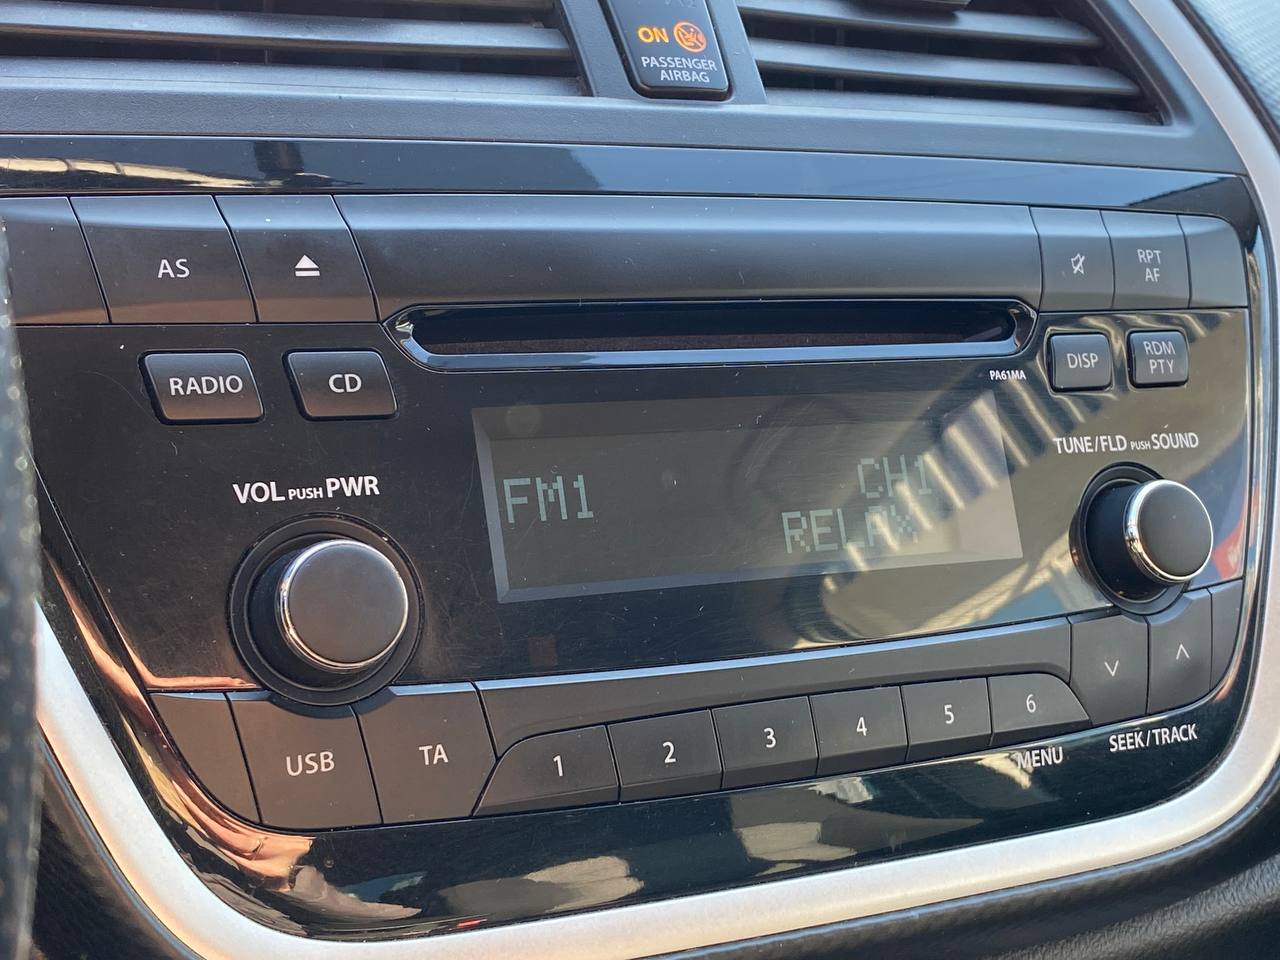 ON
PASSENGER
AIRBAG
AS
RPT
AF
RADIO
CD
DISP
RDM
PTY
PA61MA
TUNE/FLD PUSH SOUND
VOL PUSH PWR
FM1
CH1
RELAX
USB
TA
1
2
3
4
5
6
MENU
SEEK/TRACK